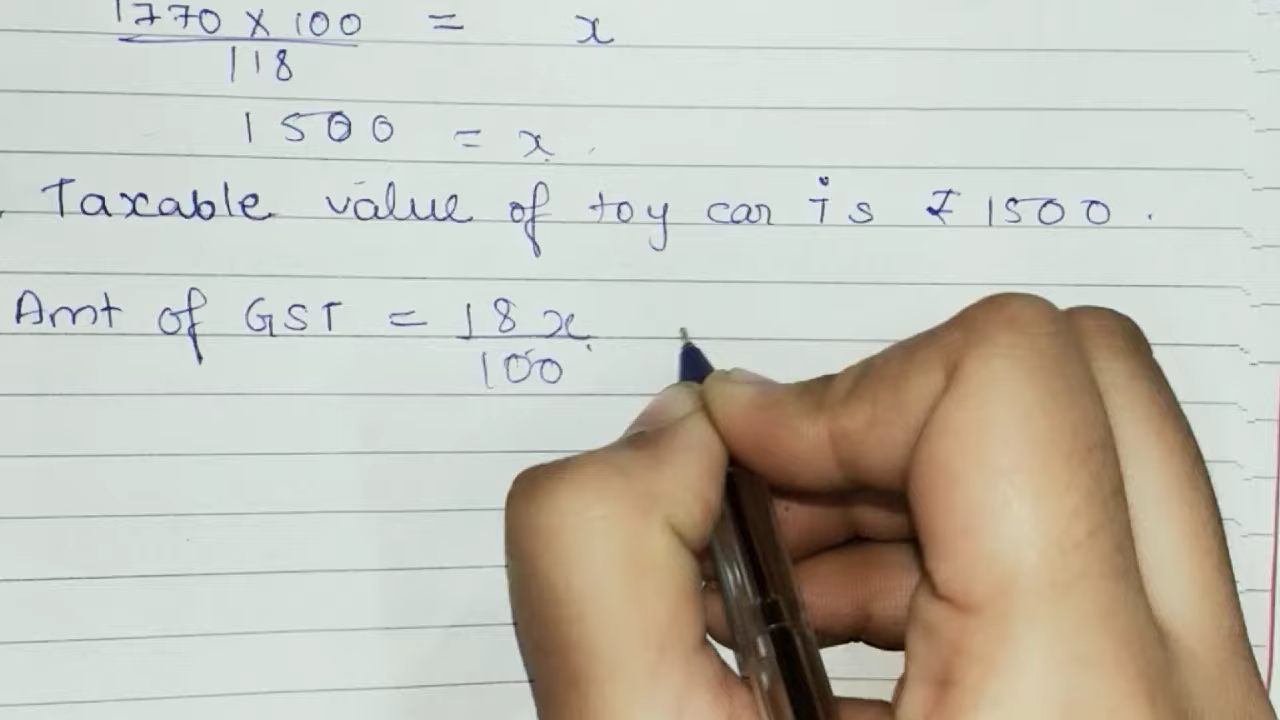 1770 × 100 = x
118
1500 = x.
Taxable value of toy car is ₹ 1500.
Amt of GST = 18x
100